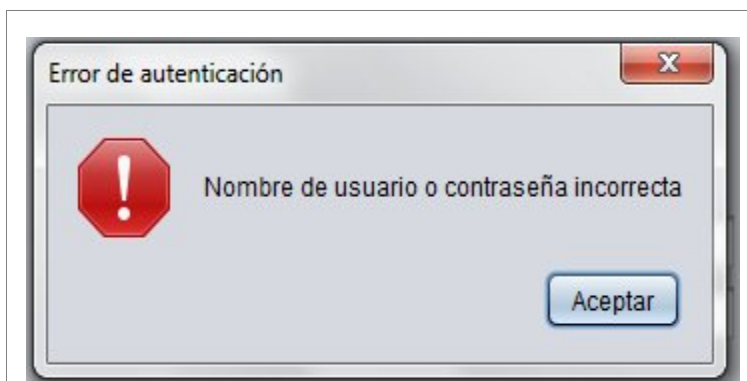 Error de autenticación
Nombre de usuario o contraseña incorrecta
Aceptar